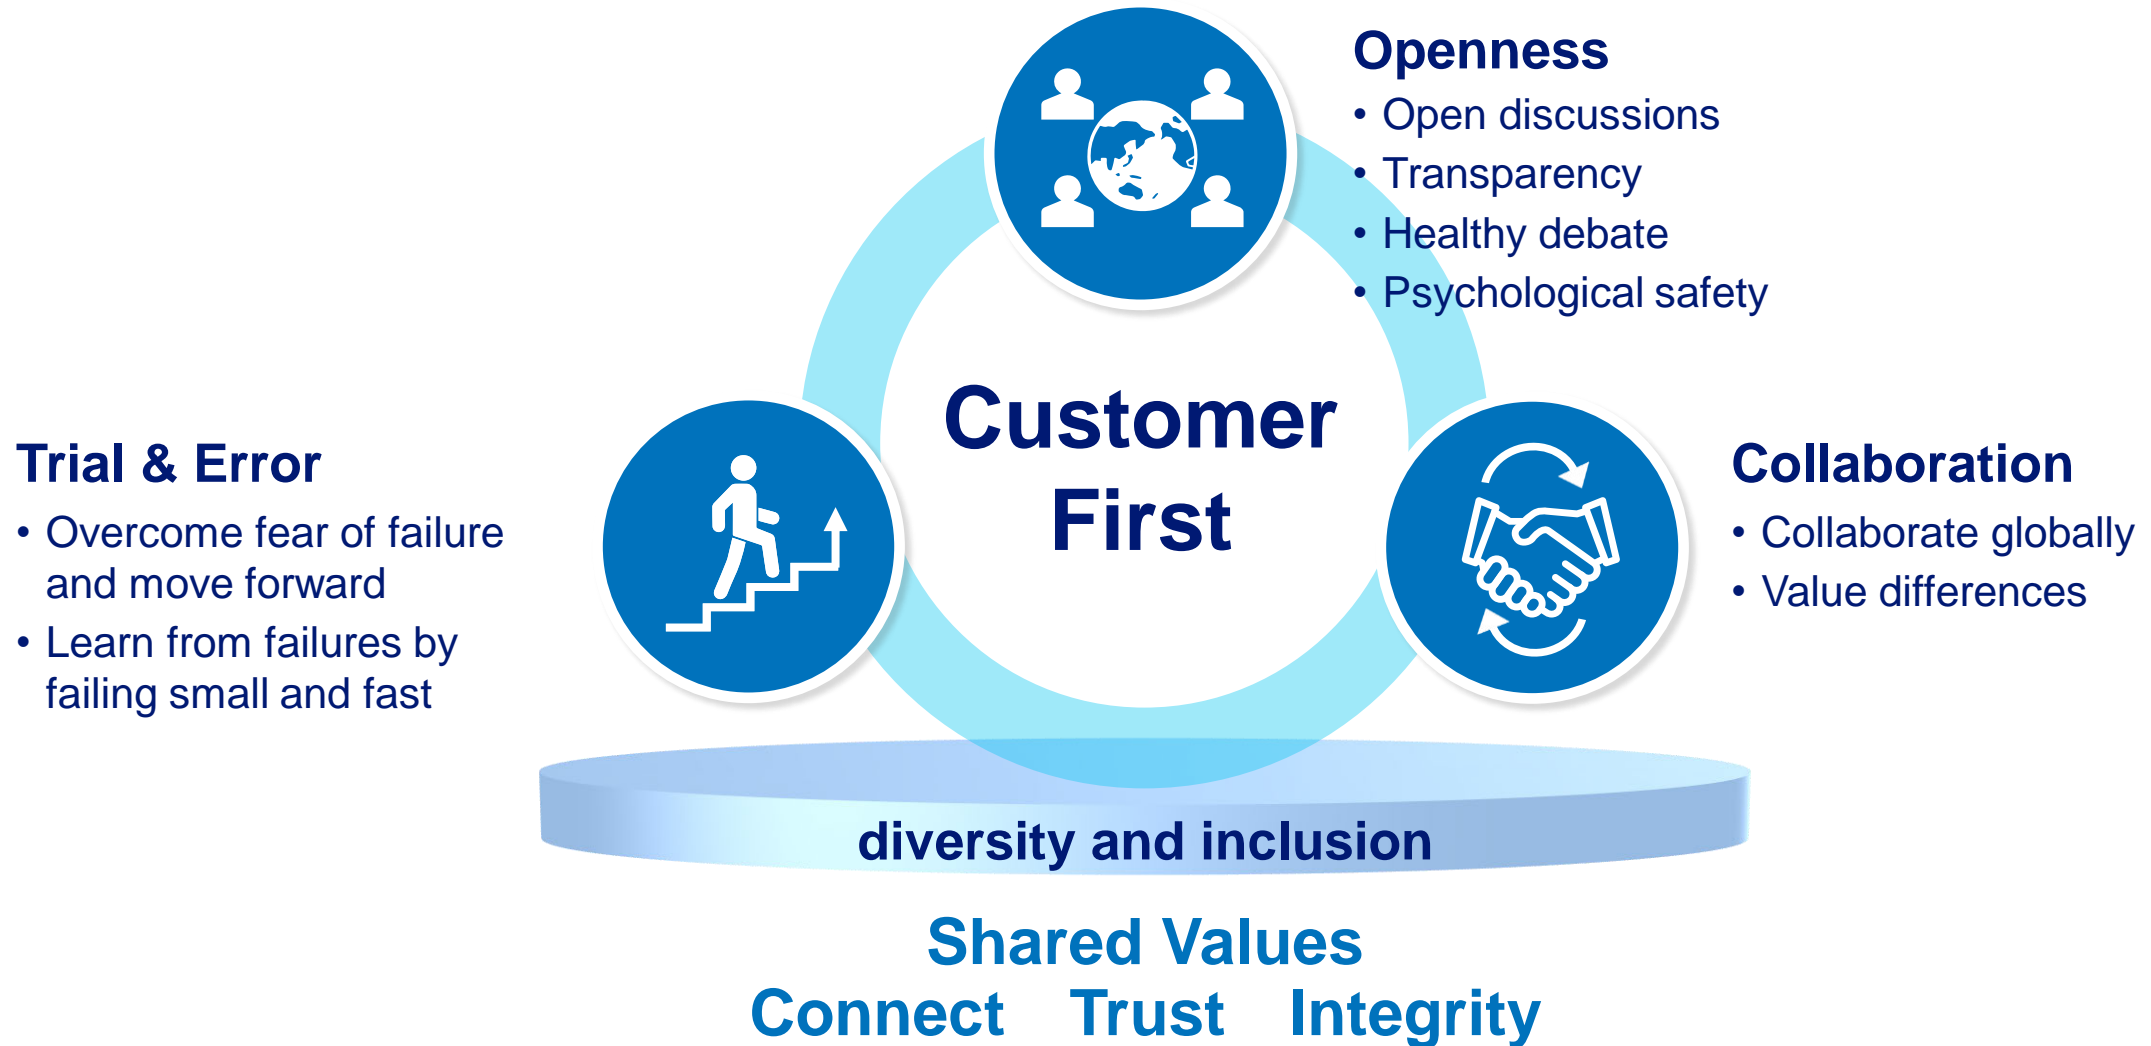 Openness
• Open discussions
• Transparency
• Healthy debate
• Psychological safety
Customer
First
Trial & Error
• Overcome fear of failure
and move forward
• Learn from failures by
failing small and fast
Collaboration
• Collaborate globally
• Value differences
diversity and inclusion
Shared Values
Connect Trust Integrity